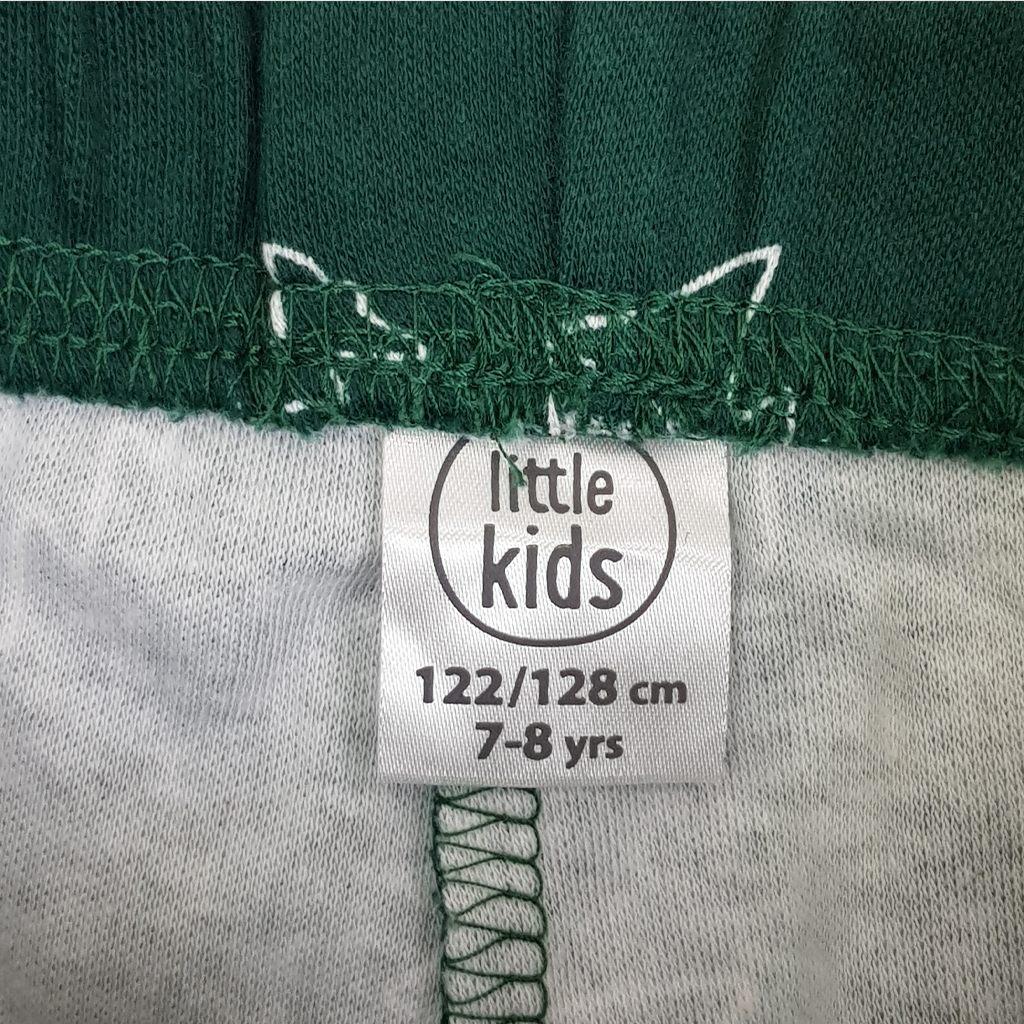 little
kids
122/128 cm
7-8 yrs